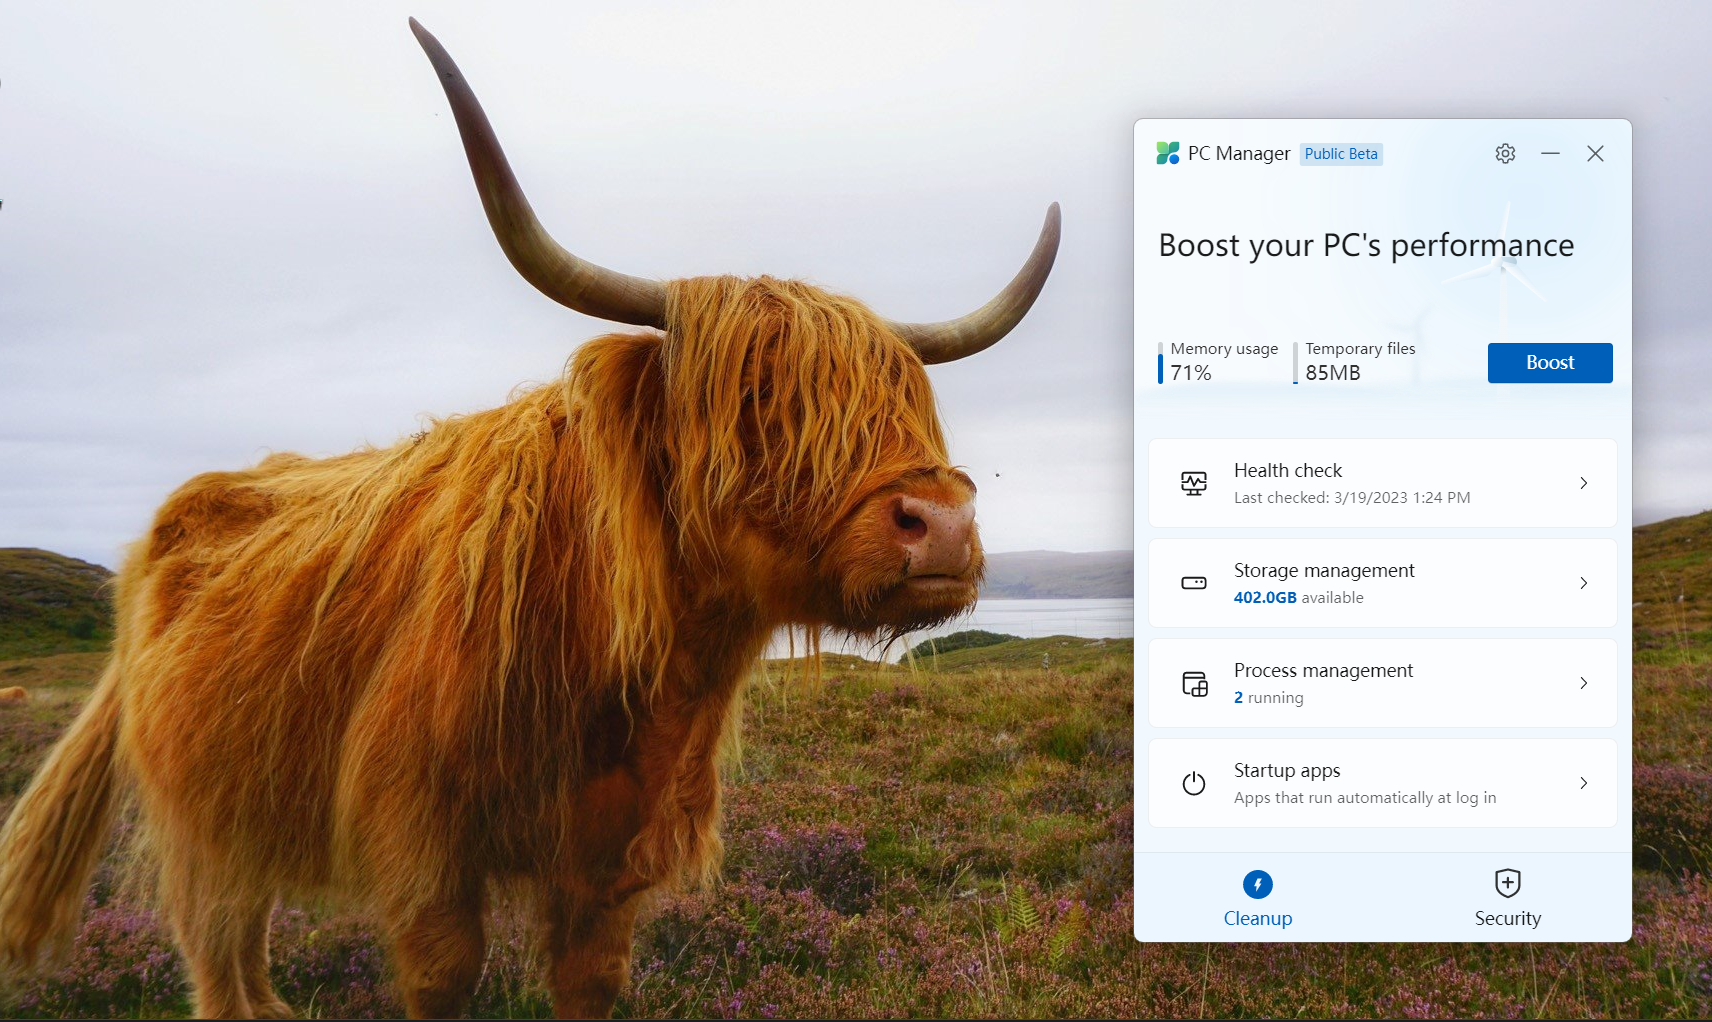 PC Manager Public Beta
Boost your PC's performance
Memory usage
71%
Temporary files
85MB
Boost
Health check
Last checked: 3/19/2023 1:24 PM
Storage management
402.0GB available
Process management
2 running
Startup apps
Apps that run automatically at log in
Cleanup
Security